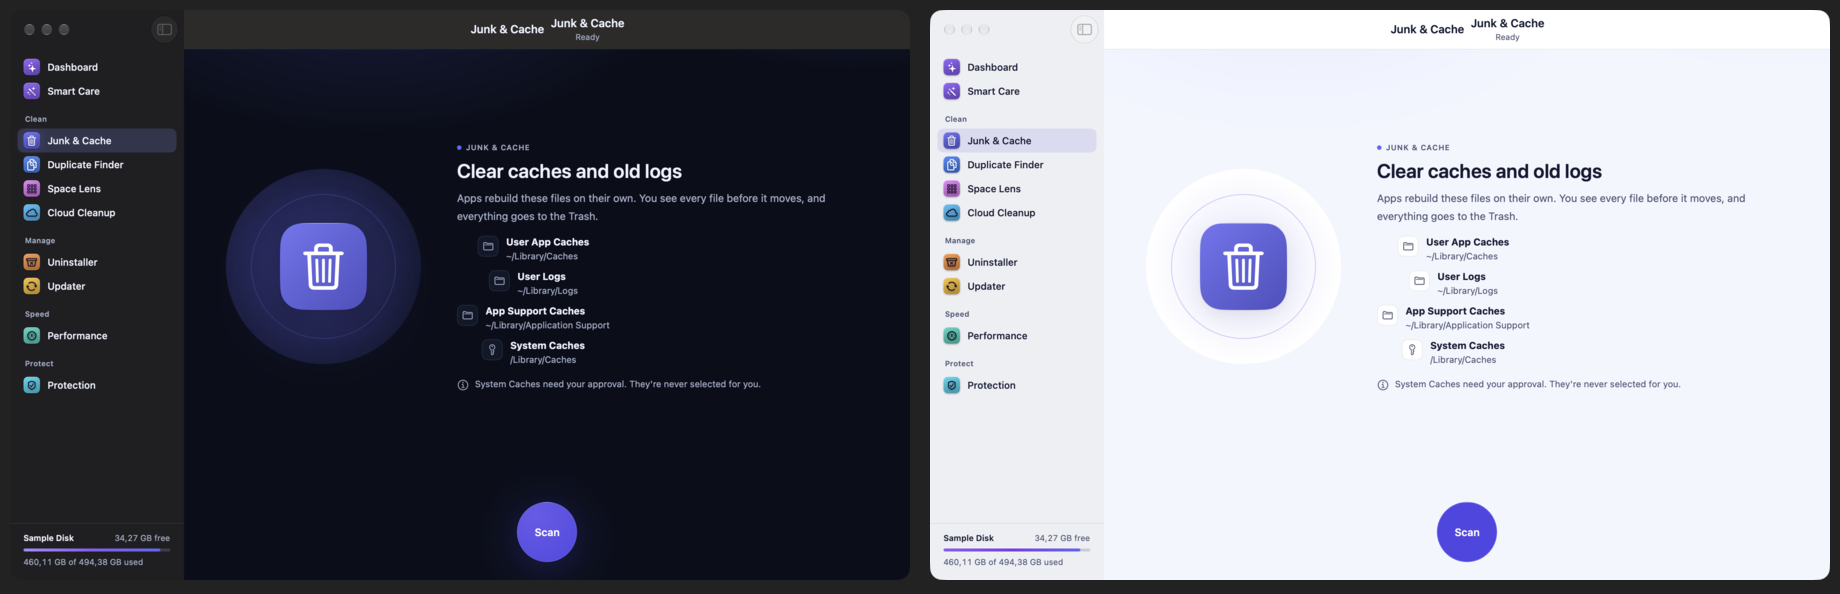 Junk & Cache
Junk & Cache
Ready
Dashboard
Smart Care
Clean
Junk & Cache
Duplicate Finder
Space Lens
Cloud Cleanup
Manage
Uninstaller
Updater
Speed
Performance
Protect
Protection
Sample Disk 34,27 GB free
460,11 GB of 494,38 GB used
JUNK & CACHE
Clear caches and old logs
Apps rebuild these files on their own. You see every file before it moves, and
everything goes to the Trash.
User App Caches
~/Library/Caches
User Logs
~/Library/Logs
App Support Caches
~/Library/Application Support
System Caches
/Library/Caches
System Caches need your approval. They're never selected for you.
Scan
Junk & Cache
Junk & Cache
Ready
Dashboard
Smart Care
Clean
Junk & Cache
Duplicate Finder
Space Lens
Cloud Cleanup
Manage
Uninstaller
Updater
Speed
Performance
Protect
Protection
Sample Disk 34,27 GB free
460,11 GB of 494,38 GB used
JUNK & CACHE
Clear caches and old logs
Apps rebuild these files on their own. You see every file before it moves, and
everything goes to the Trash.
User App Caches
~/Library/Caches
User Logs
~/Library/Logs
App Support Caches
~/Library/Application Support
System Caches
/Library/Caches
System Caches need your approval. They're never selected for you.
Scan